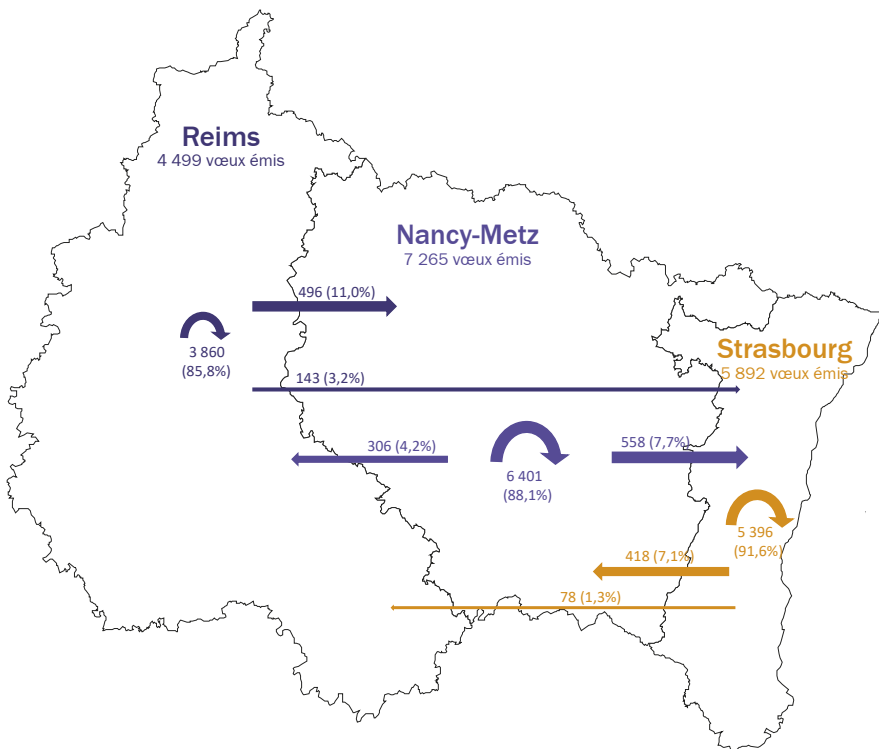 Reims
4 499 vœux émis
Nancy-Metz
7 265 vœux émis
496 (11,0%)
Strasbourg
5 892 vœux émis
3 860
(85,8%)
143 (3,2%)
306 (4,2%)
558 (7,7%)
6 401
(88,1%)
5 396
(91,6%)
418 (7,1%)
78 (1,3%)